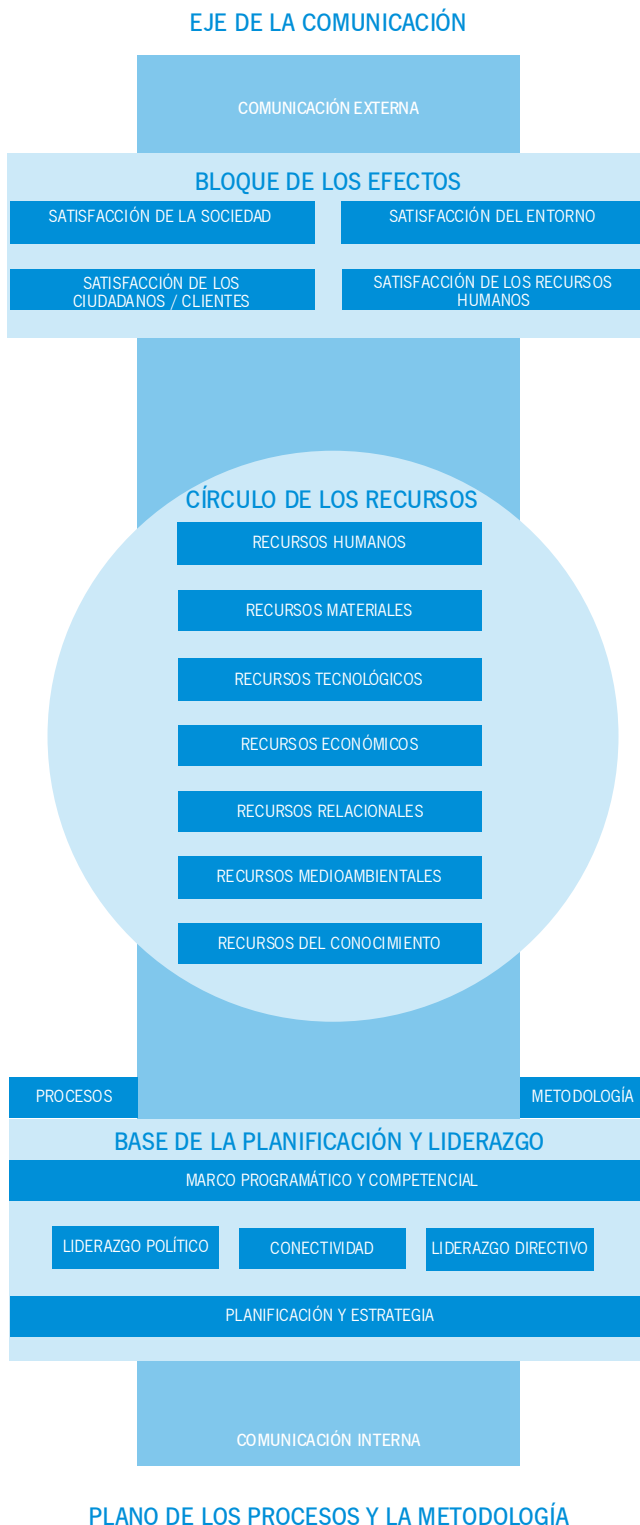 EJE DE LA COMUNICACIÓN
COMUNICACIÓN EXTERNA
BLOQUE DE LOS EFECTOS
SATISFACCIÓN DE LA SOCIEDAD
SATISFACCIÓN DEL ENTORNO
SATISFACCIÓN DE LOS
CIUDADANOS / CLIENTES
SATISFACCIÓN DE LOS RECURSOS
HUMANOS
CÍRCULO DE LOS RECURSOS
RECURSOS HUMANOS
RECURSOS MATERIALES
RECURSOS TECNOLÓGICOS
RECURSOS ECONÓMICOS
RECURSOS RELACIONALES
RECURSOS MEDIOAMBIENTALES
RECURSOS DEL CONOCIMIENTO
PROCESOS
METODOLOGÍA
BASE DE LA PLANIFICACIÓN Y LIDERAZGO
MARCO PROGRAMÁTICO Y COMPETENCIAL
LIDERAZGO POLÍTICO
CONECTIVIDAD
LIDERAZGO DIRECTIVO
PLANIFICACIÓN Y ESTRATEGIA
COMUNICACIÓN INTERNA
PLANO DE LOS PROCESOS Y LA METODOLOGÍA